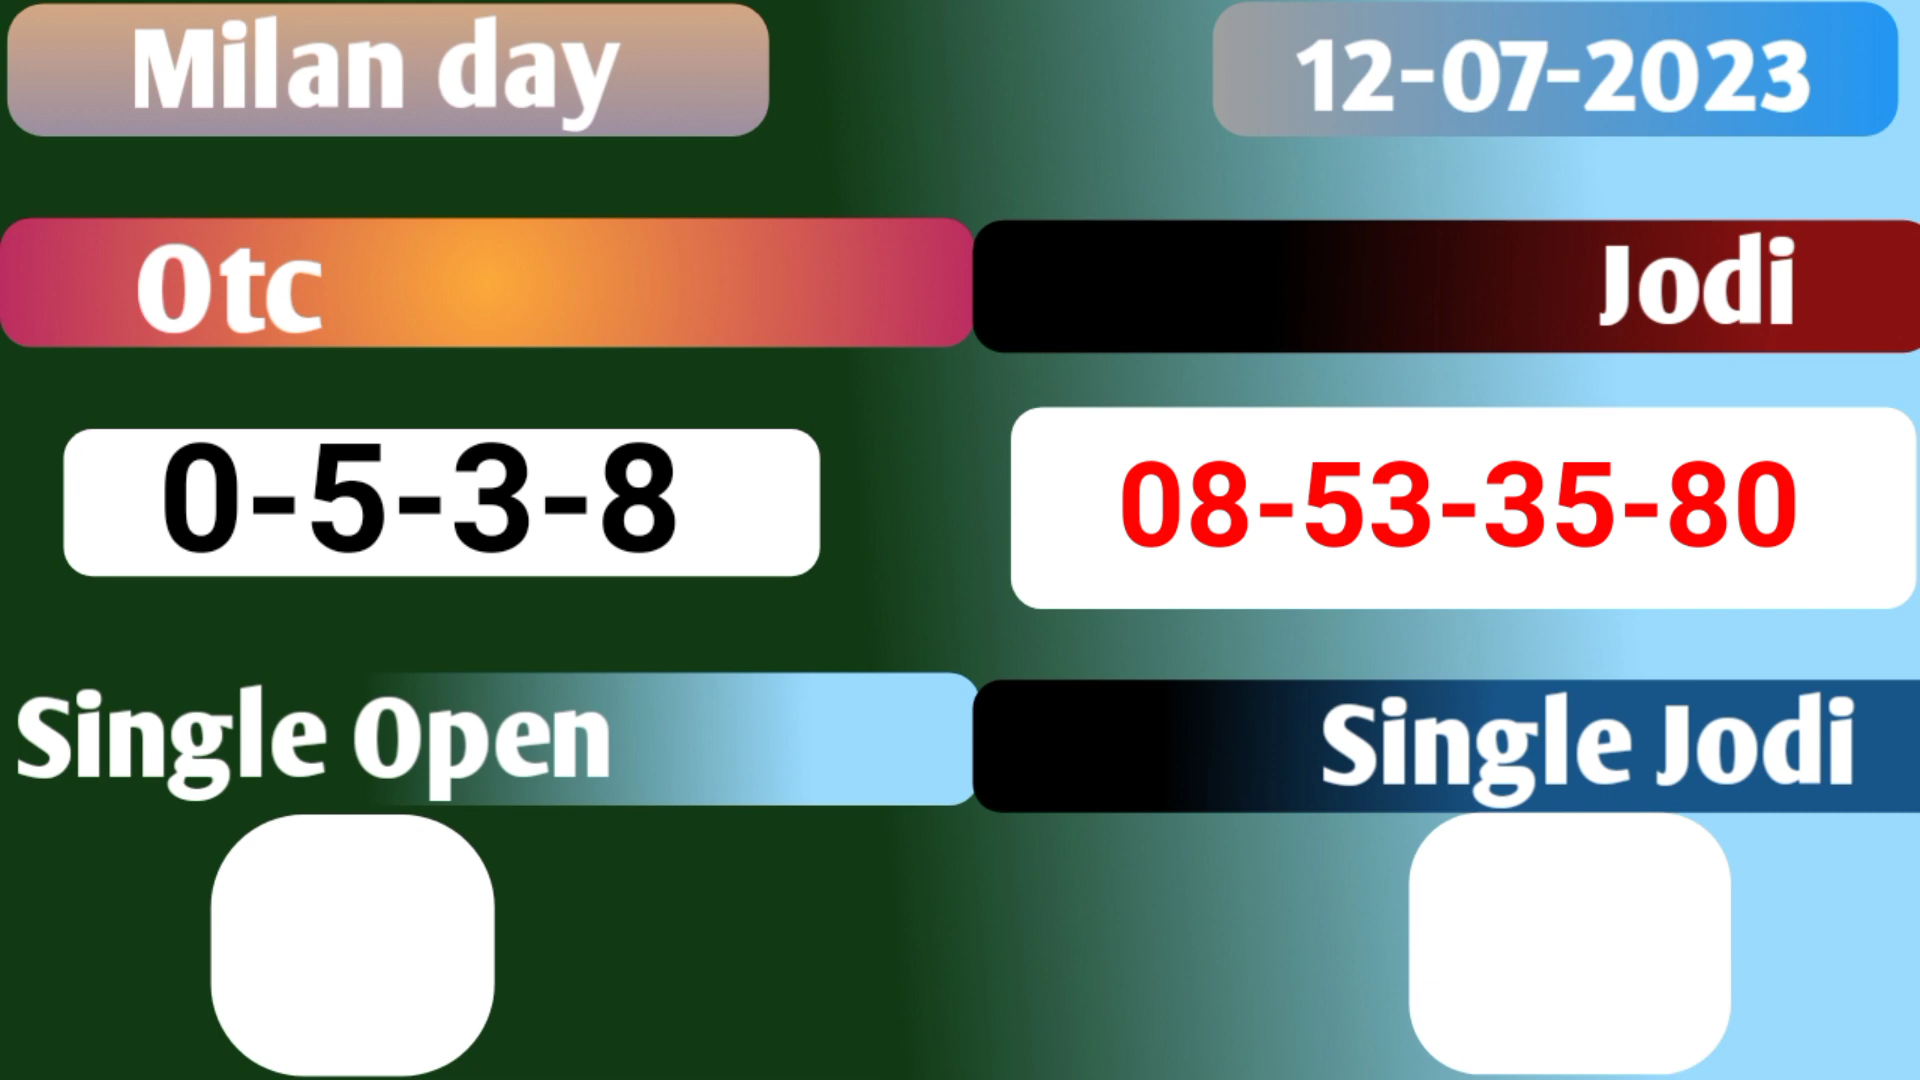 Milan day
12-07-2023
Otc
Jodi
0-5-3-8
08-53-35-80
Single Open
Single Jodi